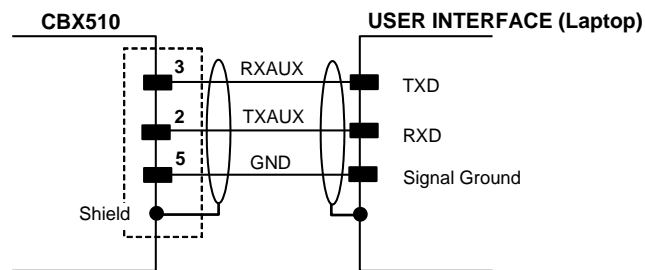 CBX510 USER INTERFACE (Laptop)
3 RXAUX TXD
2 TXAUX RXD
5 GND Signal Ground
Shield